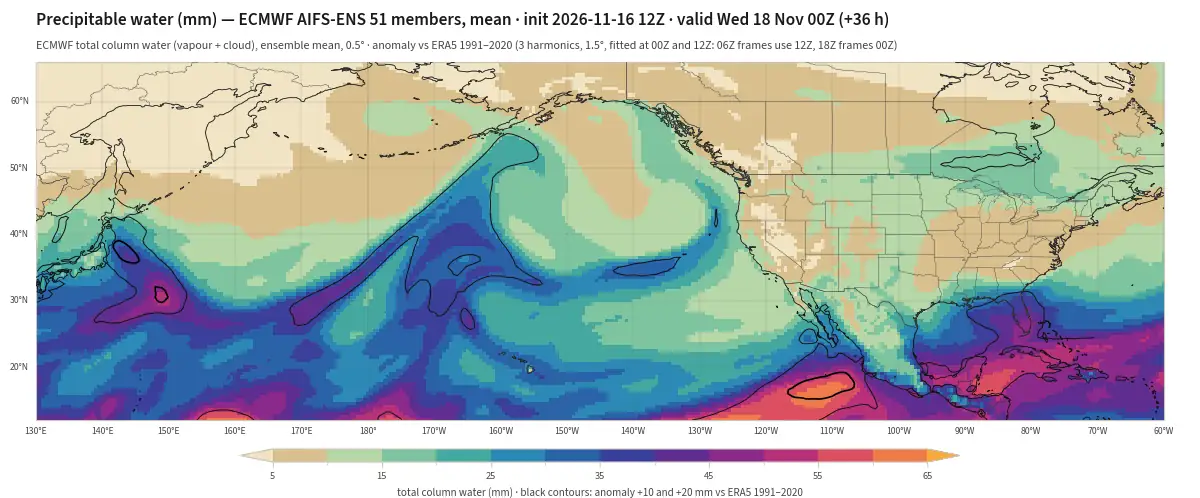 Precipitable water (mm) — ECMWF AIFS-ENS 51 members, mean · init 2026-11-16 12Z · valid Wed 18 Nov 00Z (+36 h)
ECMWF total column water (vapour + cloud), ensemble mean, 0.5° · anomaly vs ERA5 1991–2020 (3 harmonics, 1.5°, fitted at 00Z and 12Z: 06Z frames use 12Z, 18Z frames 00Z)
60°N
50°N
40°N
30°N
20°N
130°E 140°E 150°E 160°E 170°E 180° 170°W 160°W 150°W 140°W 130°W 120°W 110°W 100°W 90°W 80°W 70°W 60°W
5 15 25 35 45 55 65
total column water (mm) · black contours: anomaly +10 and +20 mm vs ERA5 1991–2020